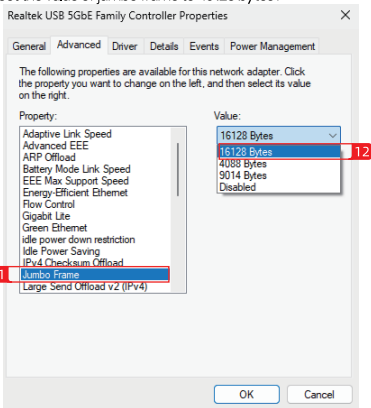 Realtek USB 5GbE Family Controller Properties
General Advanced Driver Details Events Power Management
The following properties are available for this network adapter. Click
the property you want to change on the left, and then select its value
on the right.
Property:
Adaptive Link Speed
Advanced EEE
ARP Offload
Battery Mode Link Speed
EEE Max Support Speed
Energy-Efficient Ethernet
Flow Control
Gigabit Lite
Green Ethernet
idle power down restriction
Idle Power Saving
IPv4 Checksum Offload
Jumbo Frame
Large Send Offload v2 (IPv4)
Value:
16128 Bytes
16128 Bytes
4088 Bytes
9014 Bytes
Disabled
12
OK Cancel